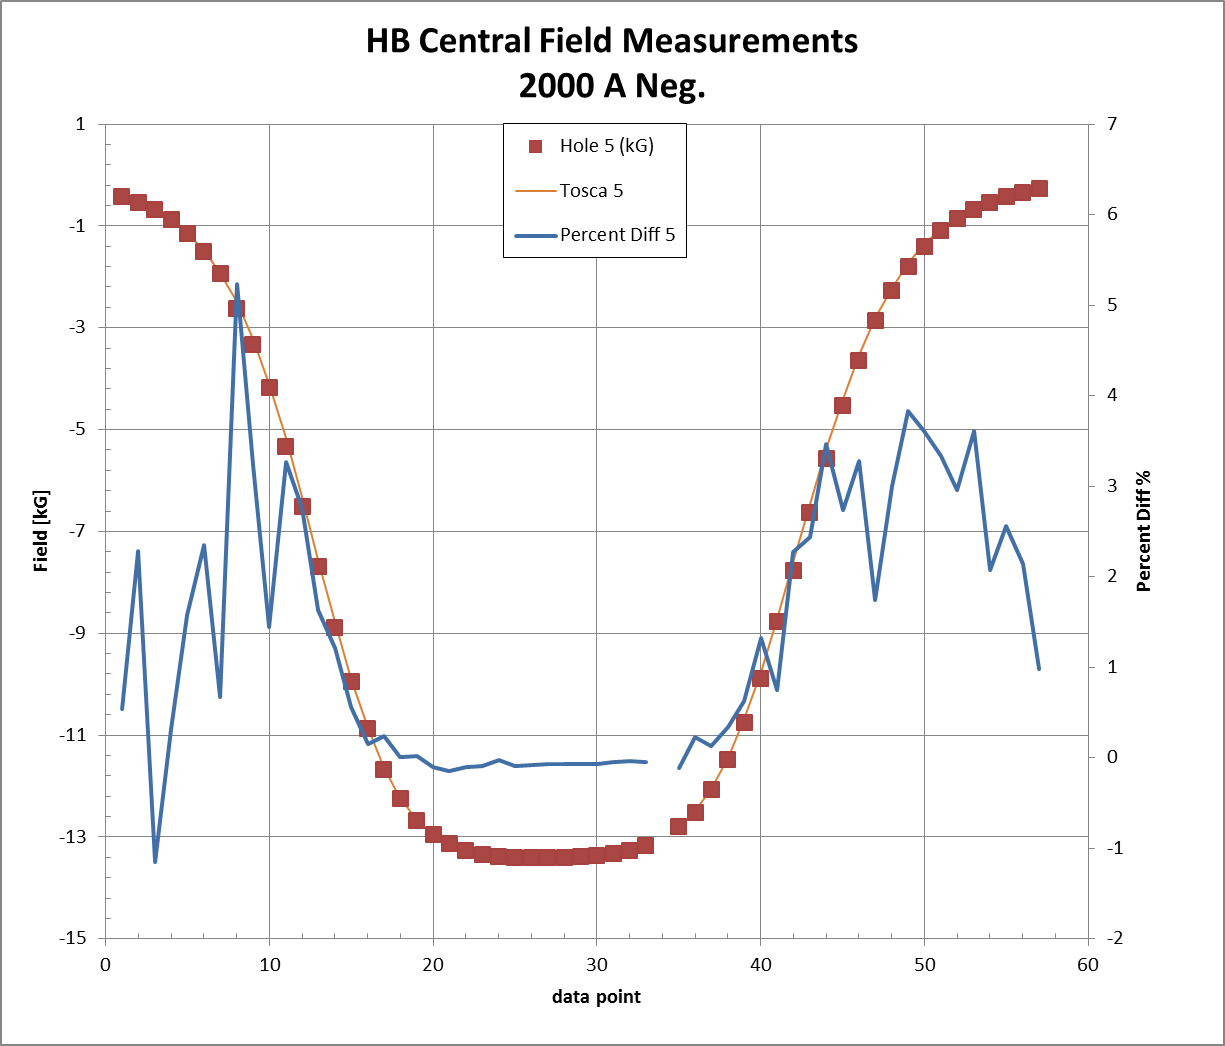 HB Central Field Measurements
2000 A Neg.
Hole 5 (kG)
Tosca 5
Percent Diff 5
1
-1
-3
-5
-7
-9
-11
-13
-15
Field [kG]
7
6
5
4
3
2
1
0
-1
-2
Percent Diff %
0 10 20 30 40 50 60
data point